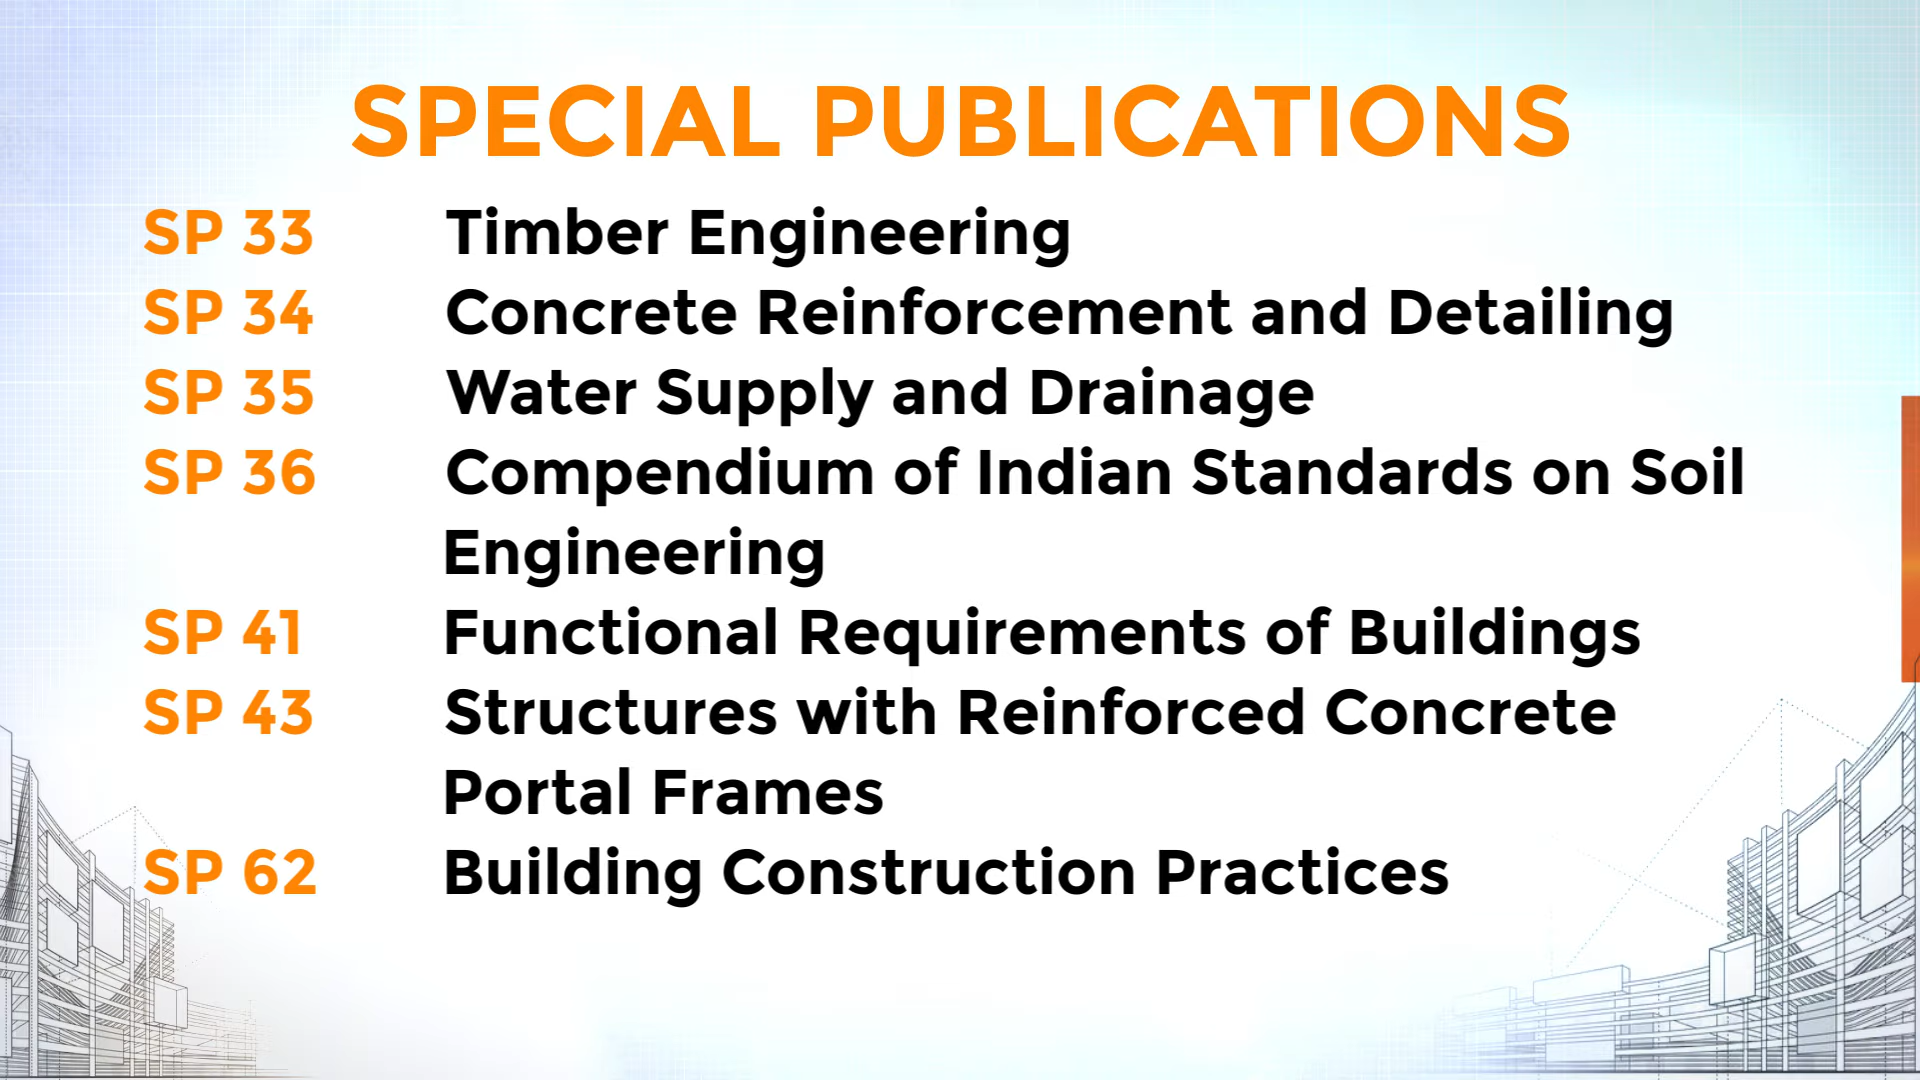 SPECIAL PUBLICATIONS
SP 33 Timber Engineering
SP 34 Concrete Reinforcement and Detailing
SP 35 Water Supply and Drainage
SP 36 Compendium of Indian Standards on Soil
Engineering
SP 41 Functional Requirements of Buildings
SP 43 Structures with Reinforced Concrete
Portal Frames
SP 62 Building Construction Practices